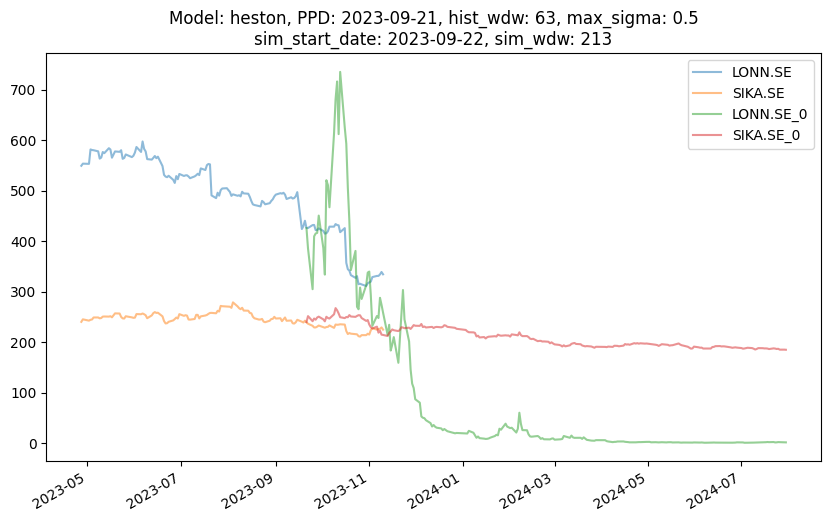 Model: heston, PPD: 2023-09-21, hist_wdw: 63, max_sigma: 0.5
sim_start_date: 2023-09-22, sim_wdw: 213
LONN.SE
SIKA.SE
LONN.SE_0
SIKA.SE_0
700
600
500
400
300
200
100
0
2023-05
2023-07
2023-09
2023-11
2024-01
2024-03
2024-05
2024-07